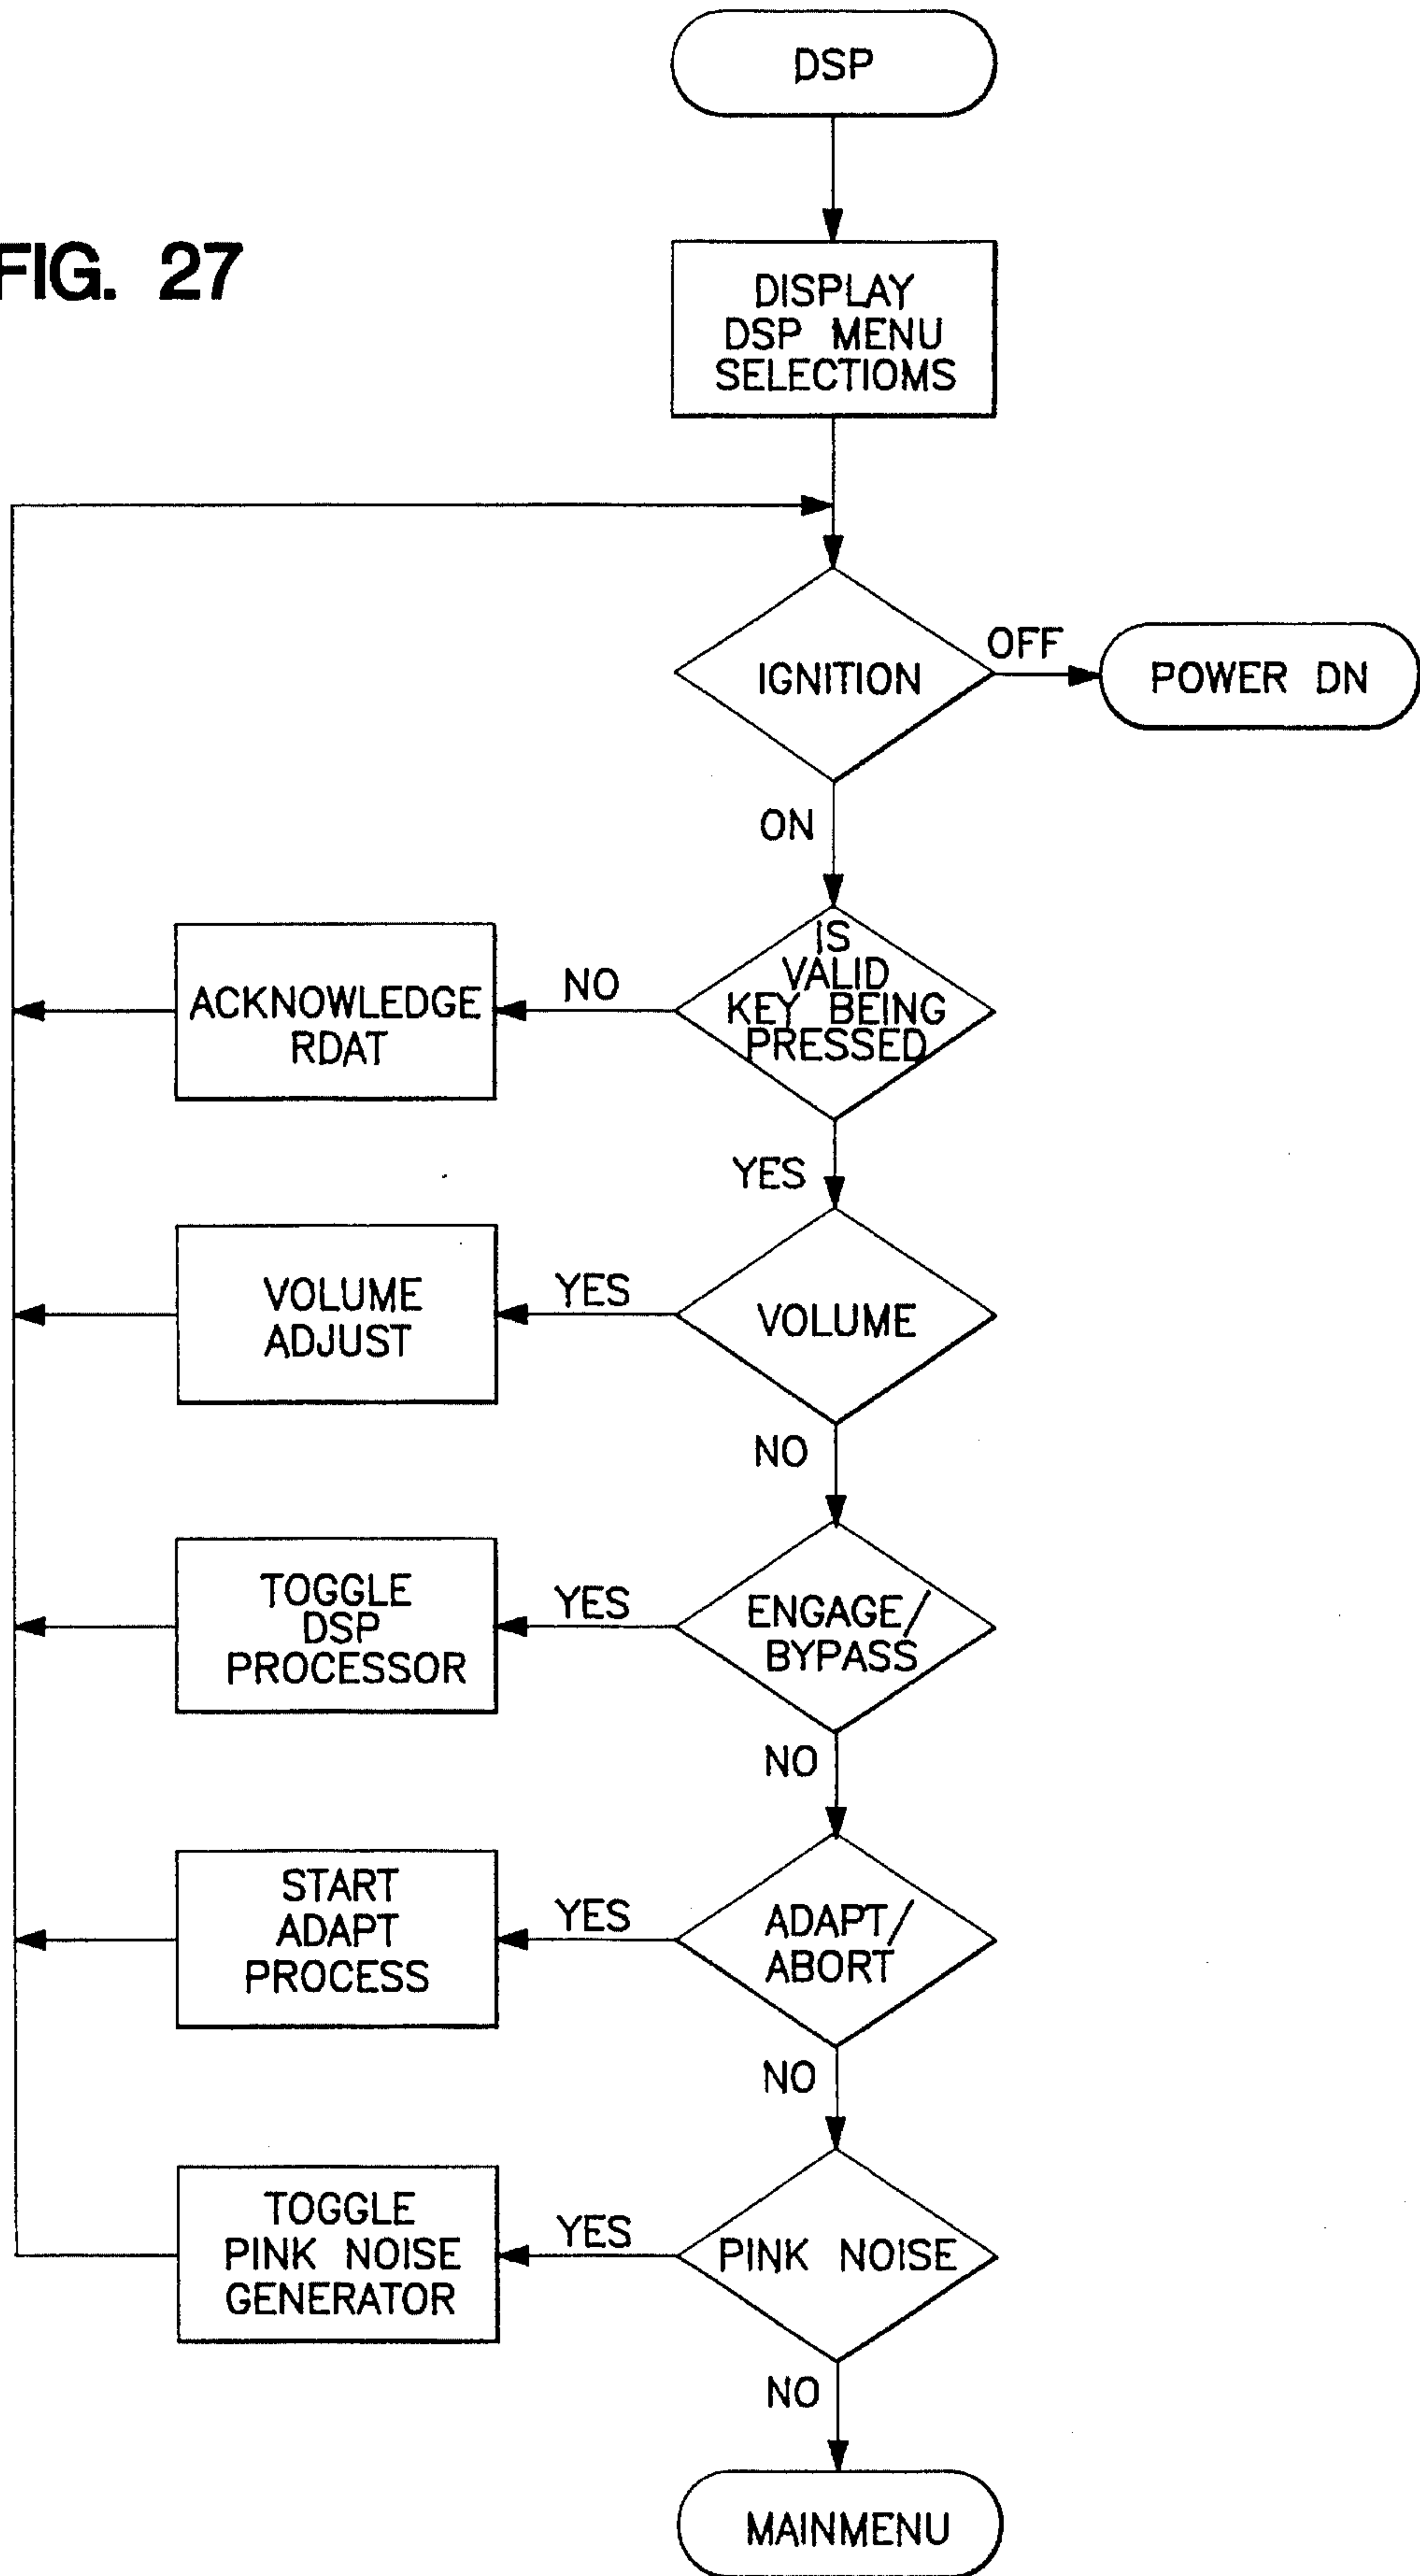 DSP
FIG. 27
DISPLAY
DSP MENU
SELECTIOMS
IGNITION
OFF
POWER DN
ON
IS
VALID
KEY BEING
PRESSED
NO
ACKNOWLEDGE
RDAT
YES
VOLUME
YES
VOLUME
ADJUST
NO
ENGAGE/
BYPASS
YES
TOGGLE
DSP
PROCESSOR
NO
ADAPT/
ABORT
YES
START
ADAPT
PROCESS
NO
PINK NOISE
YES
TOGGLE
PINK NOISE
GENERATOR
NO
MAINMENU